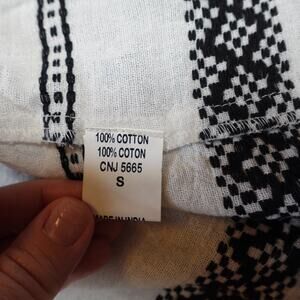 100% COTTON
100% COTON
CNJ 5665
S
MADE IN INDIA